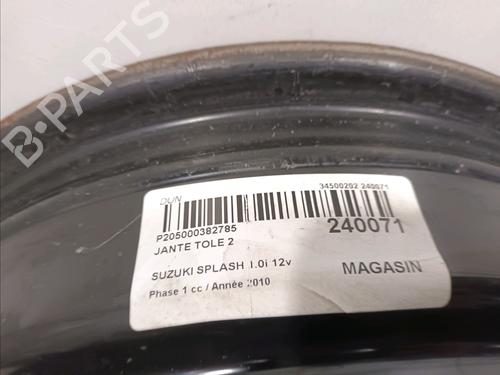 B-PARTS
DUN
34500202 240071
P205000382785
240071
JANTE TOLE 2
SUZUKI SPLASH 1.0i 12v
MAGASIN
Phase 1 cc / Année 2010